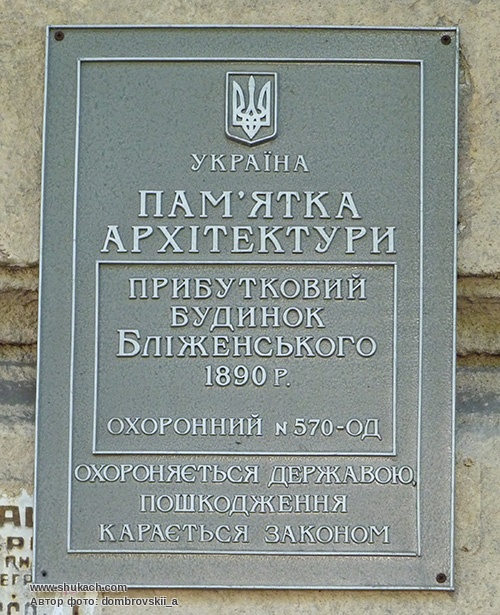 УКРАЇНА
ПАМ'ЯТКА
АРХІТЕКТУРИ
ПРИБУТКОВИЙ
БУДИНОК
БЛІЖЕНСЬКОГО
1890 Р.
ОХОРОННИЙ N 570-ОД
ОХОРОНЯЄТЬСЯ ДЕРЖАВОЮ,
ПОШКОДЖЕННЯ
КАРАЄТЬСЯ ЗАКОНОМ
www.shukach.com
Автор фото: dombrovskii_a